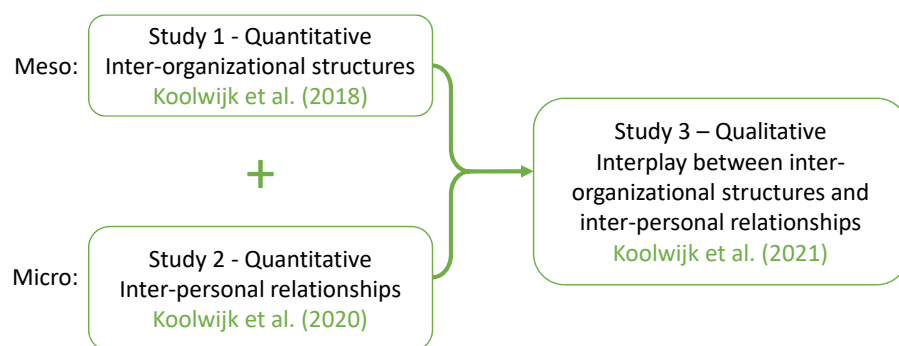 Meso:
Study 1 - Quantitative
Inter-organizational structures
Koolwijk et al. (2018)
+
Micro:
Study 2 - Quantitative
Inter-personal relationships
Koolwijk et al. (2020)
Study 3 – Qualitative
Interplay between inter-
organizational structures and
inter-personal relationships
Koolwijk et al. (2021)